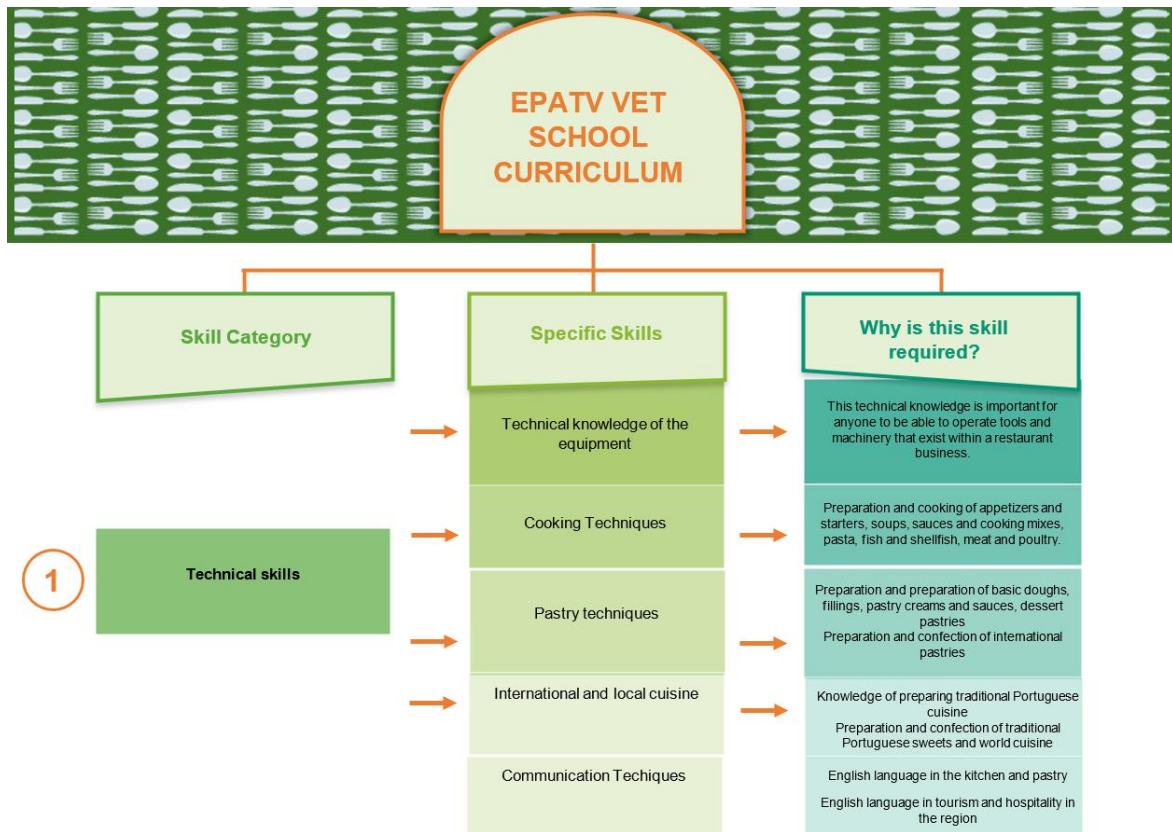 EPATV VET
SCHOOL
CURRICULUM
Skill Category
Specific Skills
Why is this skill
required?
Technical knowledge of the
equipment
This technical knowledge is important for
anyone to be able to operate tools and
machinery that exist within a restaurant
business.
Cooking Techniques
Preparation and cooking of appetizers and
starters, soups, sauces and cooking mixes,
pasta, fish and shellfish, meat and poultry.
1
Technical skills
Pastry techniques
Preparation and preparation of basic doughs,
fillings, pastry creams and sauces, dessert
pastries
Preparation and confection of international
pastries
International and local cuisine
Knowledge of preparing traditional Portuguese
cuisine
Preparation and confection of traditional
Portuguese sweets and world cuisine
Communication Techiques
English language in the kitchen and pastry
English language in tourism and hospitality in
the region